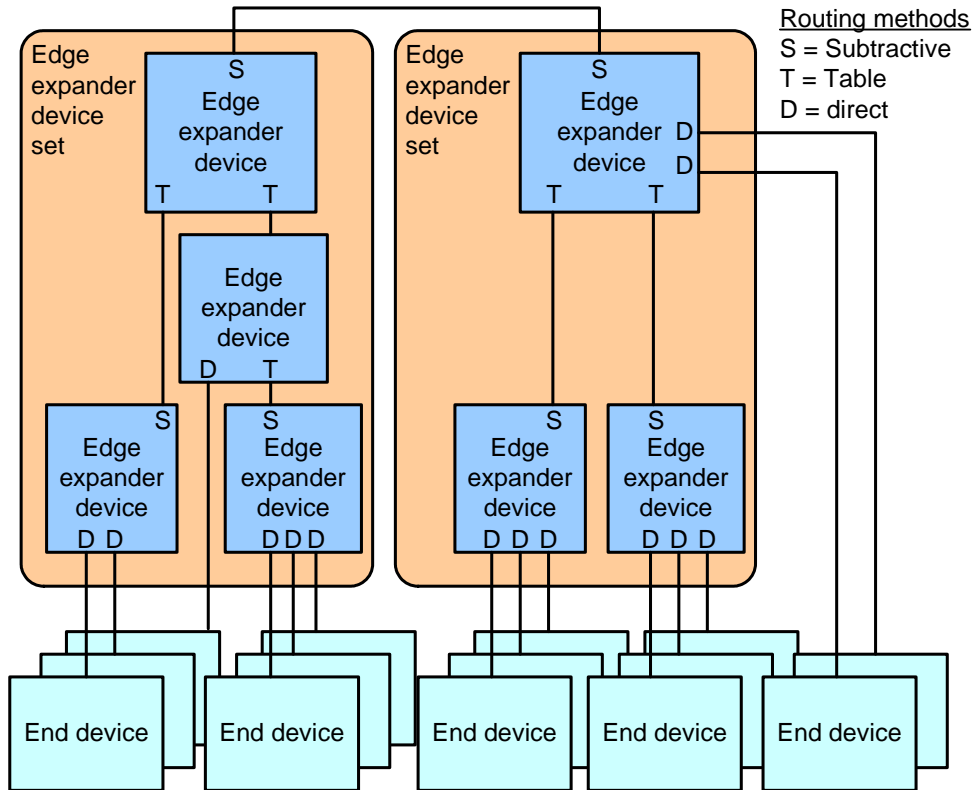 Routing methods
S = Subtractive
T = Table
D = direct
Edge
expander
device
set
S
Edge
expander
device
T T
Edge
expander
device
D T
S
Edge
expander
device
D D
S
Edge
expander
device
D D D
Edge
expander
device
set
S
Edge
expander
device
D
D
T T
S
Edge
expander
device
D D D
S
Edge
expander
device
D D D
End device
End device
End device
End device
End device